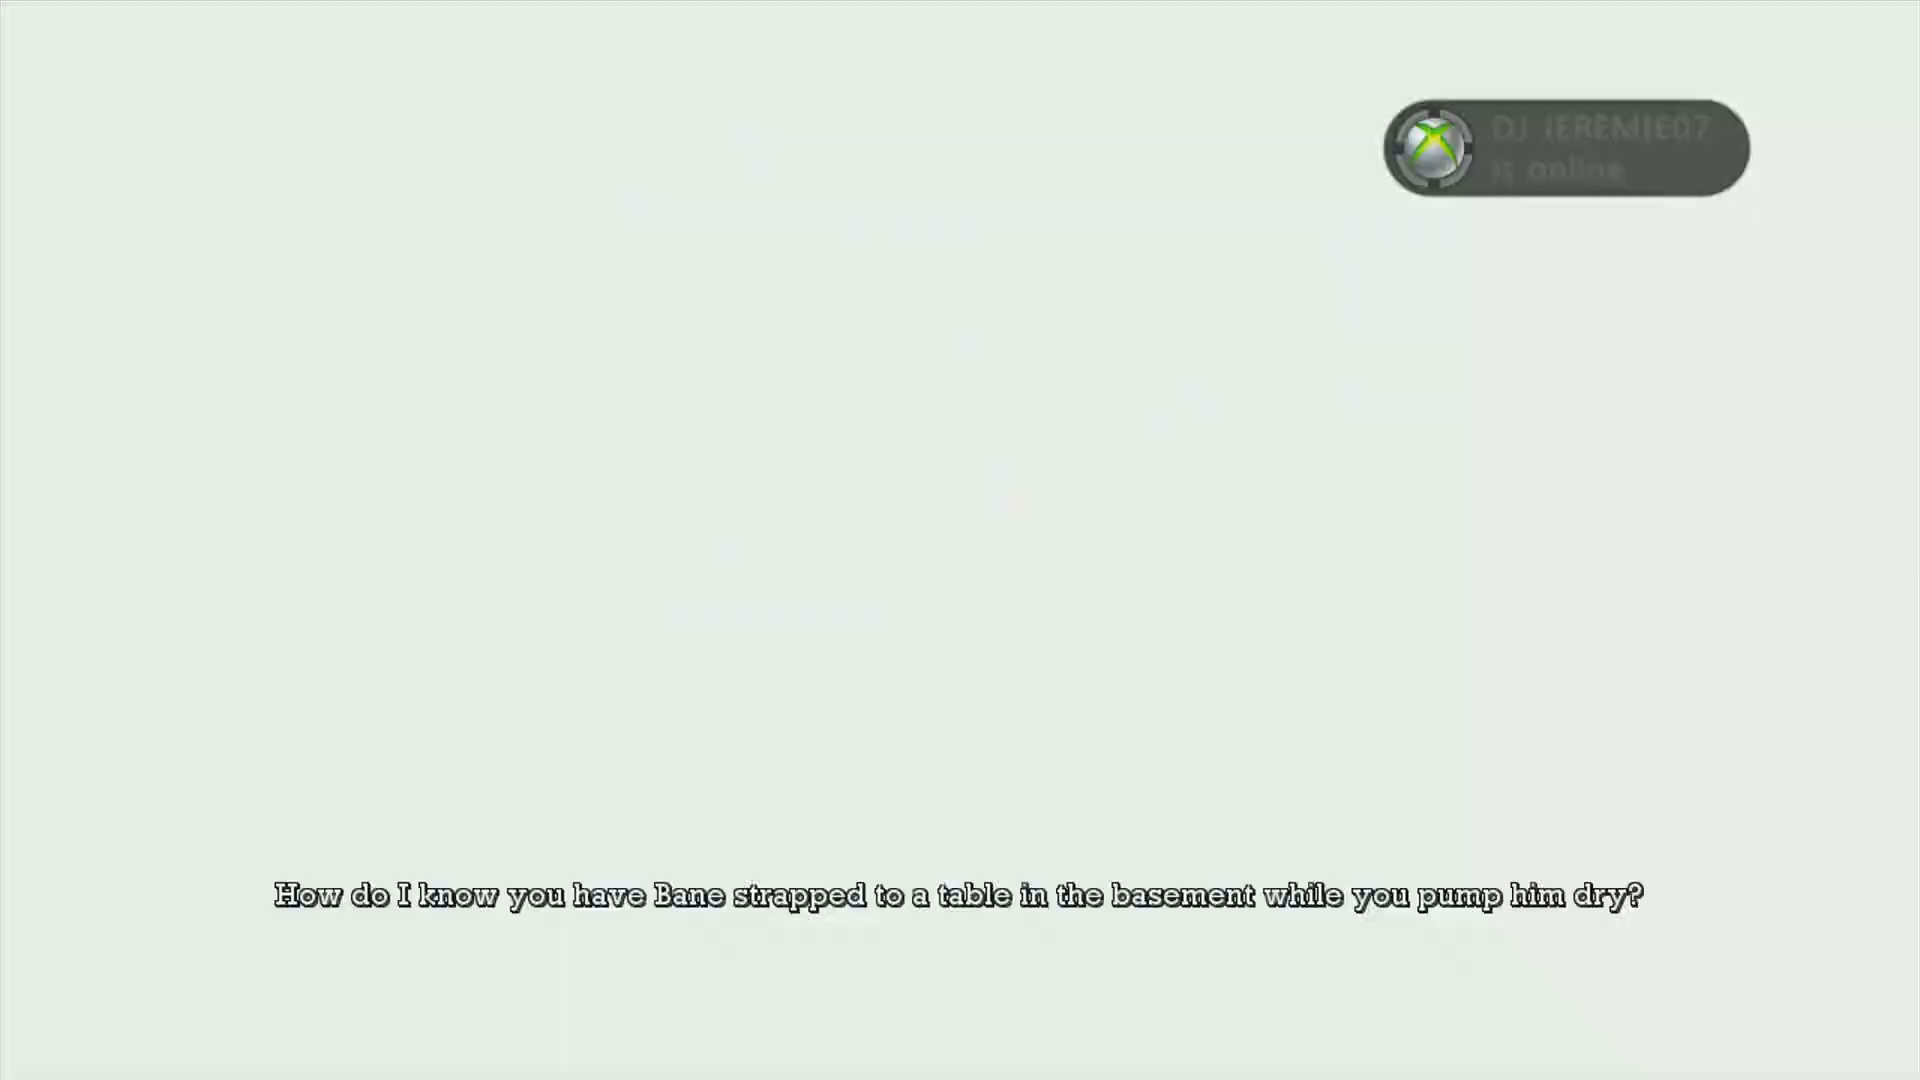 DJ JEREMIE07
is online
How do I know you have Bane strapped to a table in the basement while you pump him dry?